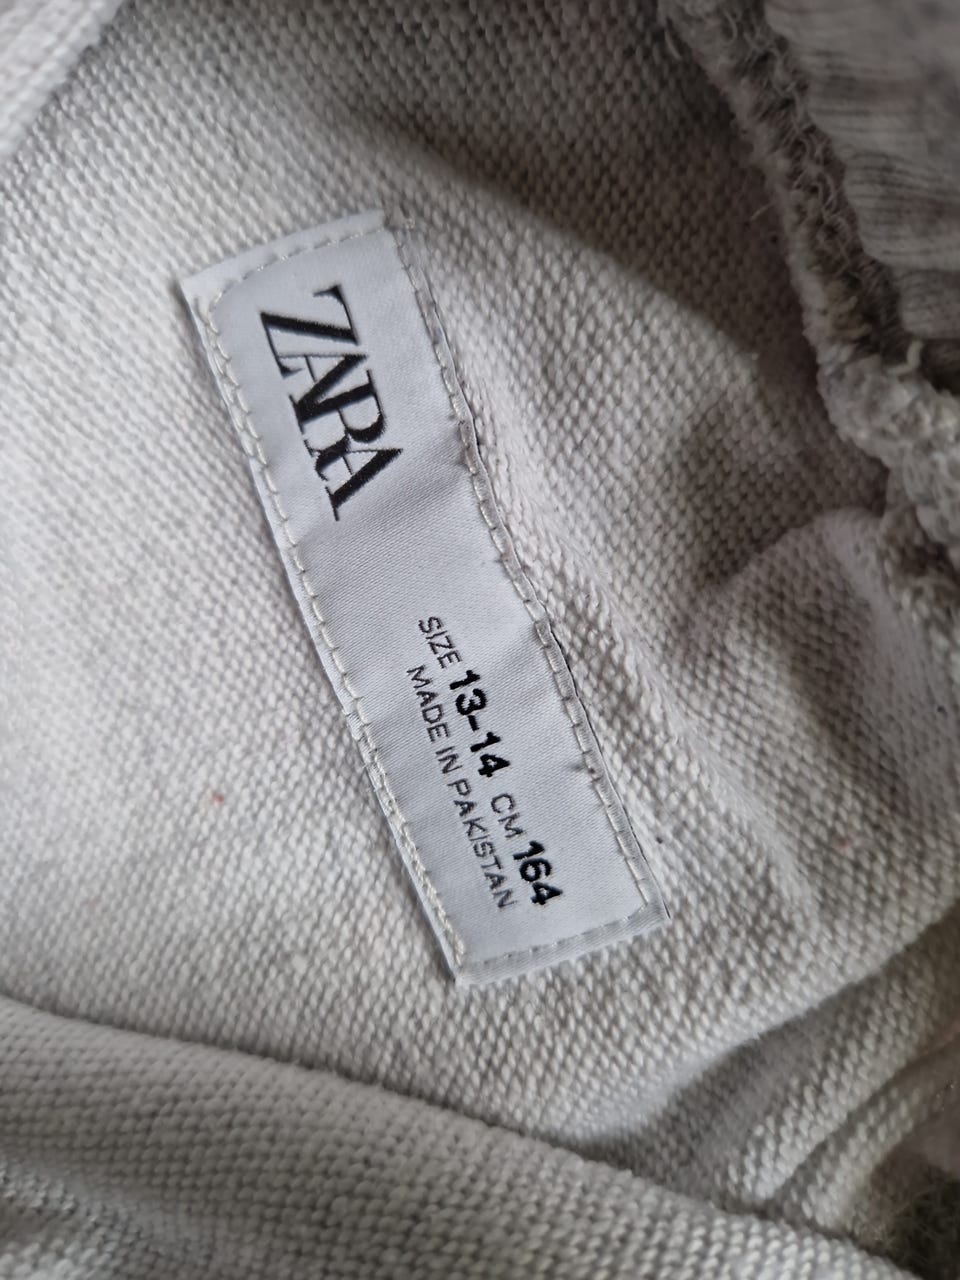 ZARA
SIZE 13-14 CM 164
MADE IN PAKISTAN